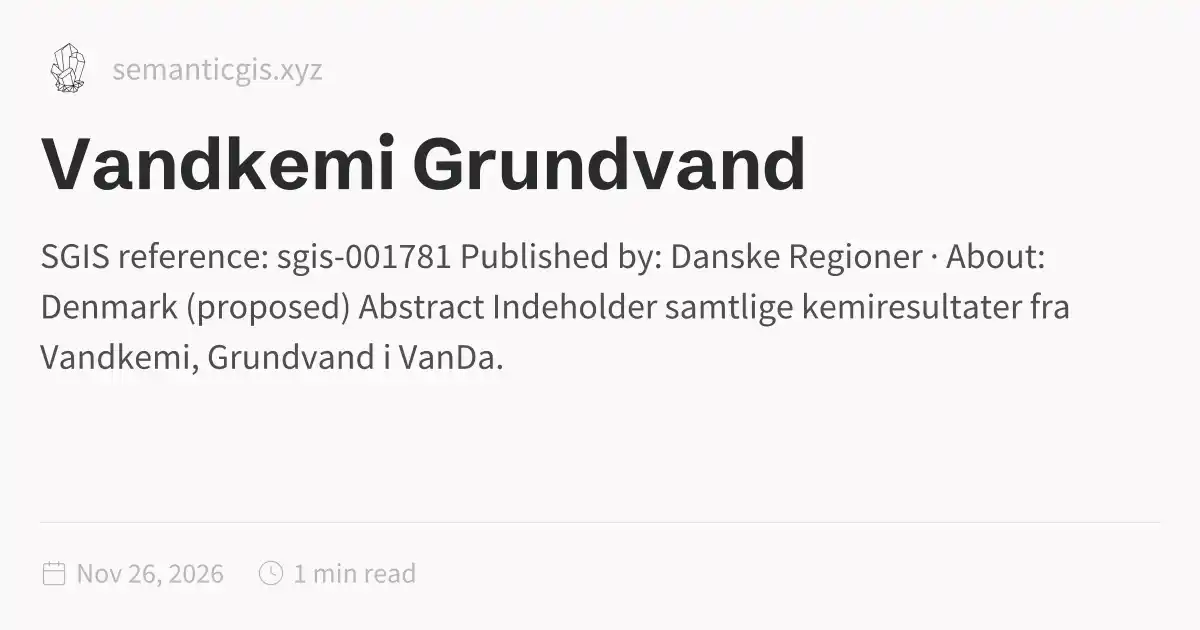 semanticgis.xyz
Vandkemi Grundvand
SGIS reference: sgis-001781 Published by: Danske Regioner · About:
Denmark (proposed) Abstract Indeholder samtlige kemiresultater fra
Vandkemi, Grundvand i VanDa.
Nov 26, 2026 1 min read